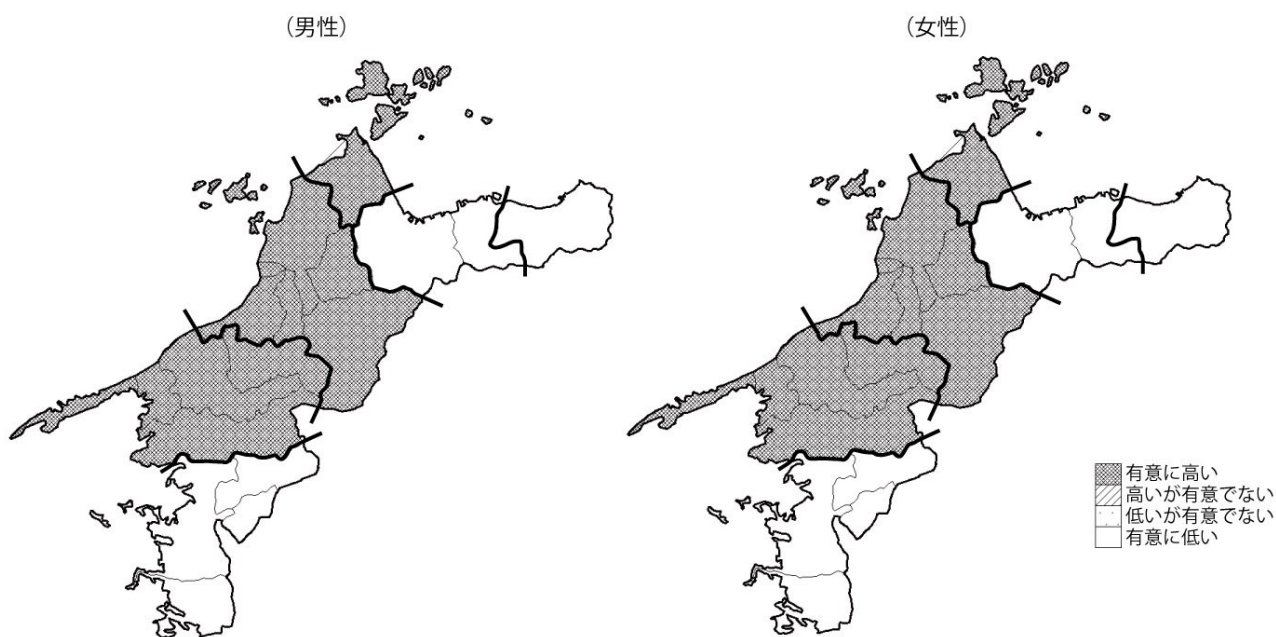 (男性)
(女性)
有意に高い
高いが有意でない
低いが有意でない
有意に低い